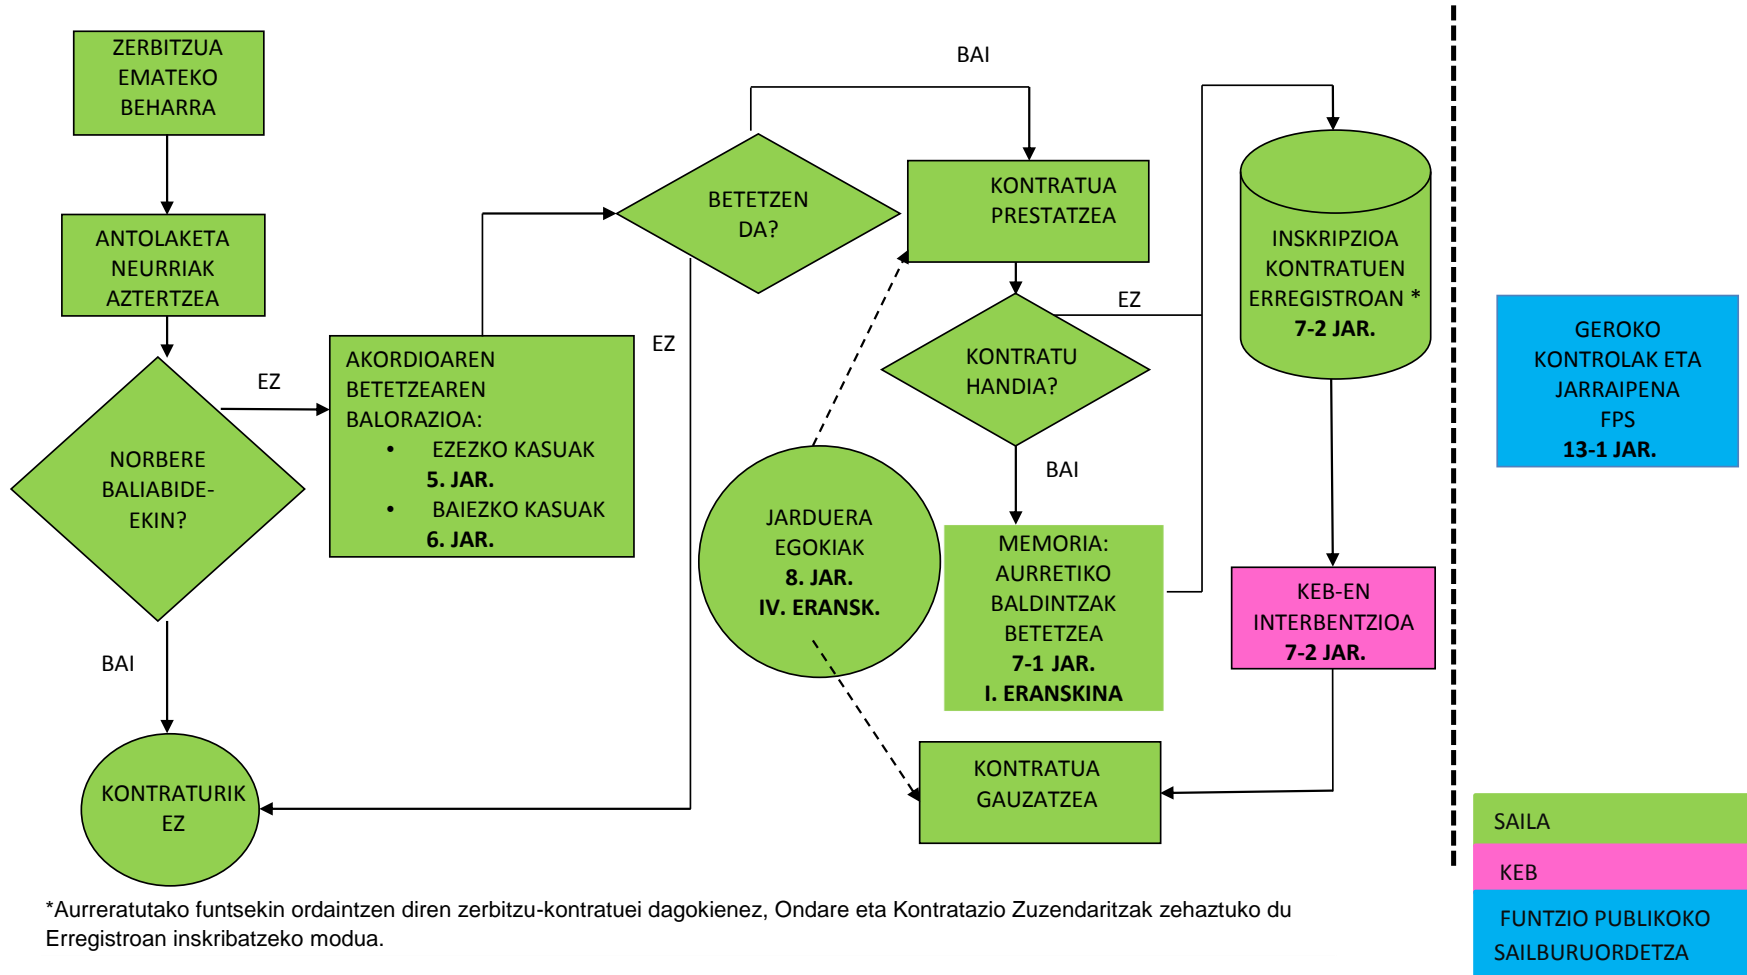 ZERBITZUA
EMATEKO
BEHARRA
ANTOLAKETA
NEURRIAK
AZTERTZEA
NORBERE
BALIABIDE-
EKIN?
EZ
BAI
KONTRATURIK
EZ
AKORDIOAREN
BETETZEAREN
BALORAZIOA:
• EZEZKO KASUAK
5. JAR.
• BAIEZKO KASUAK
6. JAR.
BETETZEN
DA?
BAI
EZ
KONTRATUA
PRESTATZEA
KONTRATU
HANDIA?
EZ
BAI
JARDUERA
EGOKIAK
8. JAR.
IV. ERANSK.
MEMORIA:
AURRETIKO
BALDINTZAK
BETETZEA
7-1 JAR.
I. ERANSKINA
KONTRATUA
GAUZATZEA
INSKRIPZIOA
KONTRATUEN
ERREGISTROAN *
7-2 JAR.
KEB-EN
INTERBENTZIOA
7-2 JAR.
GEROKO
KONTROLAK ETA
JARRAIPENA
FPS
13-1 JAR.
SAILA
KEB
FUNTZIO PUBLIKOKO
SAILBURUORDETZA
*Aurreratutako funtsekin ordaintzen diren zerbitzu-kontratuei dagokienez, Ondare eta Kontratazio Zuzendaritzak zehaztuko du
Erregistroan inskribatzeko modua.